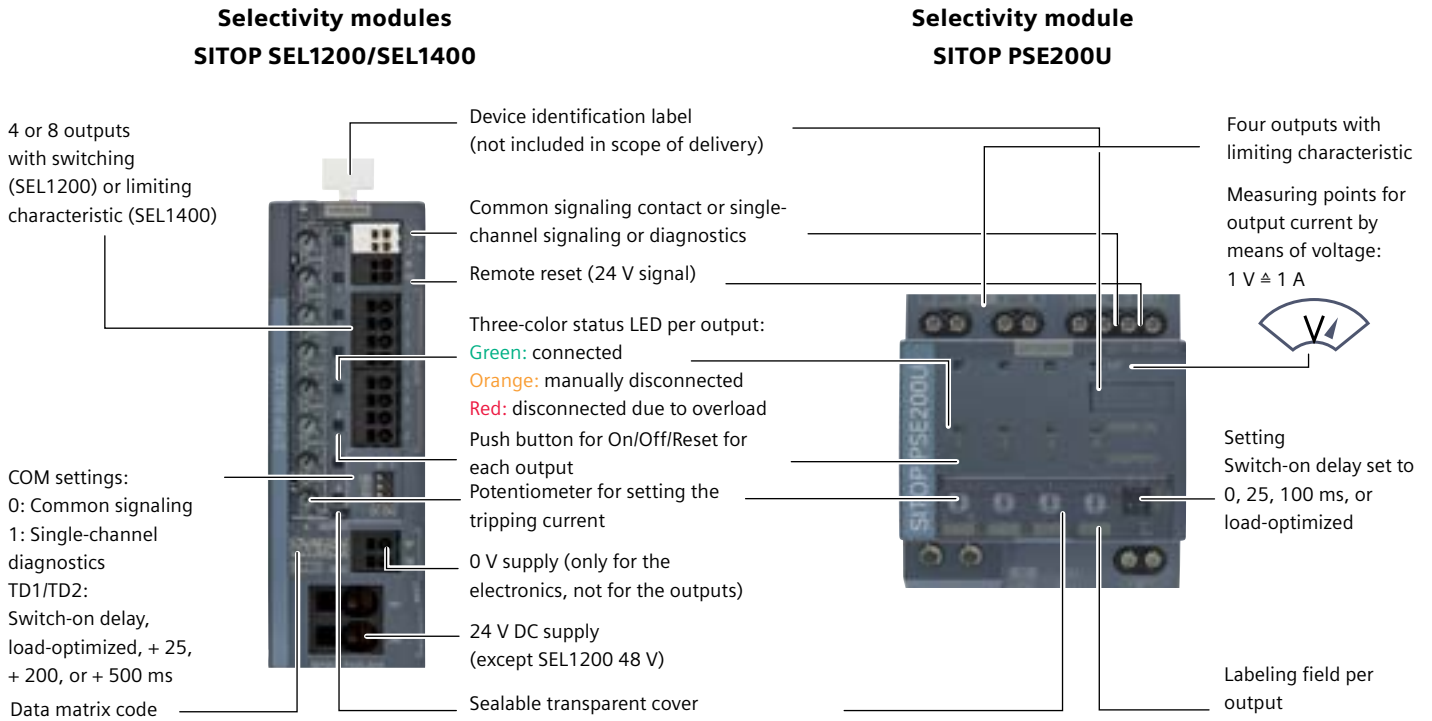 Selectivity modules
SITOP SEL1200/SEL1400
Selectivity module
SITOP PSE200U
4 or 8 outputs
with switching
(SEL1200) or limiting
characteristic (SEL1400)
COM settings:
0: Common signaling
1: Single-channel
diagnostics
TD1/TD2:
Switch-on delay,
load-optimized, + 25,
+ 200, or + 500 ms
Data matrix code
Device identification label
(not included in scope of delivery)
Common signaling contact or single-
channel signaling or diagnostics
Remote reset (24 V signal)
Three-color status LED per output:
Green: connected
Orange: manually disconnected
Red: disconnected due to overload
Push button for On/Off/Reset for
each output
Potentiometer for setting the
tripping current
0 V supply (only for the
electronics, not for the outputs)
24 V DC supply
(except SEL1200 48 V)
Sealable transparent cover
SITOP PSE200U
Four outputs with
limiting characteristic
Measuring points for
output current by
means of voltage:
1 V ≙ 1 A
V
Setting
Switch-on delay set to
0, 25, 100 ms, or
load-optimized
Labeling field per
output